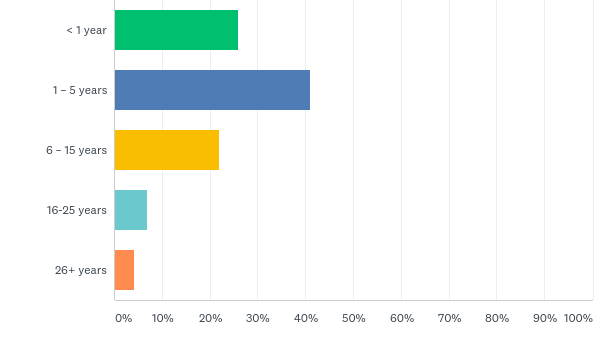 < 1 year
1 – 5 years
6 – 15 years
16-25 years
26+ years
0% 10% 20% 30% 40% 50% 60% 70% 80% 90% 100%